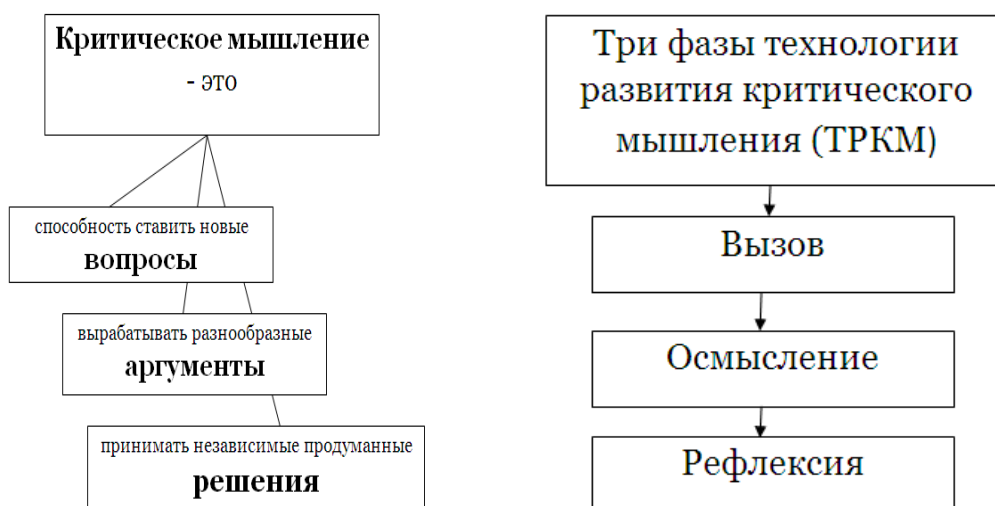 Критическое мышление
- это
способность ставить новые
вопросы
вырабатывать разнообразные
аргументы
принимать независимые продуманные
решения
Три фазы технологии
развития критического
мышления (ТРКМ)
Вызов
Осмысление
Рефлексия